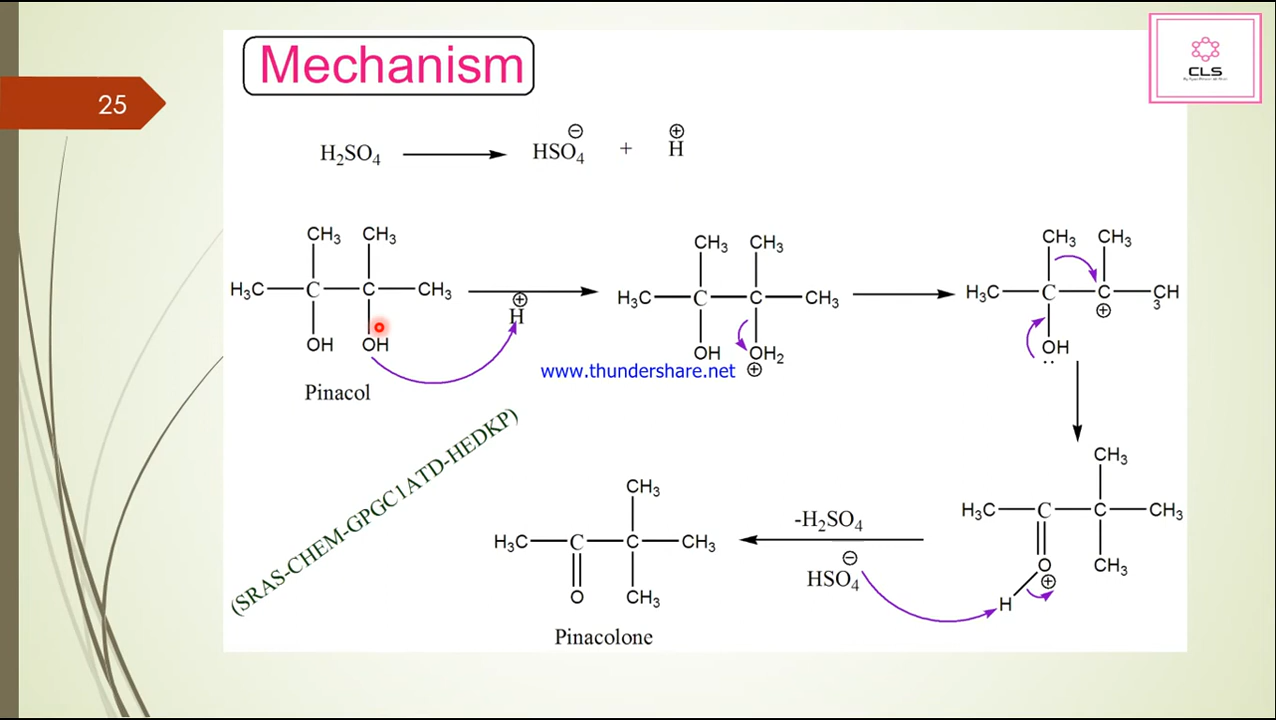 Mechanism
CLS
25
H₂SO₄ HSO₄ ⊖ + H ⊕
CH₃ CH₃ CH₃ CH₃ CH₃ CH₃
H₃C C C CH₃ H ⊕ H₃C C C CH₃ H₃C C C ⊕ CH₃
OH OH OH OH₂ ⊕ OH ..
www.thundershare.net
Pinacol
(SRAS-CHEM-GPGC1ATD-HEDKP)
CH₃
H₃C C C CH₃
O ⊕ CH₃
H
-H₂SO₄
HSO₄ ⊖
CH₃
H₃C C C CH₃
O CH₃
Pinacolone